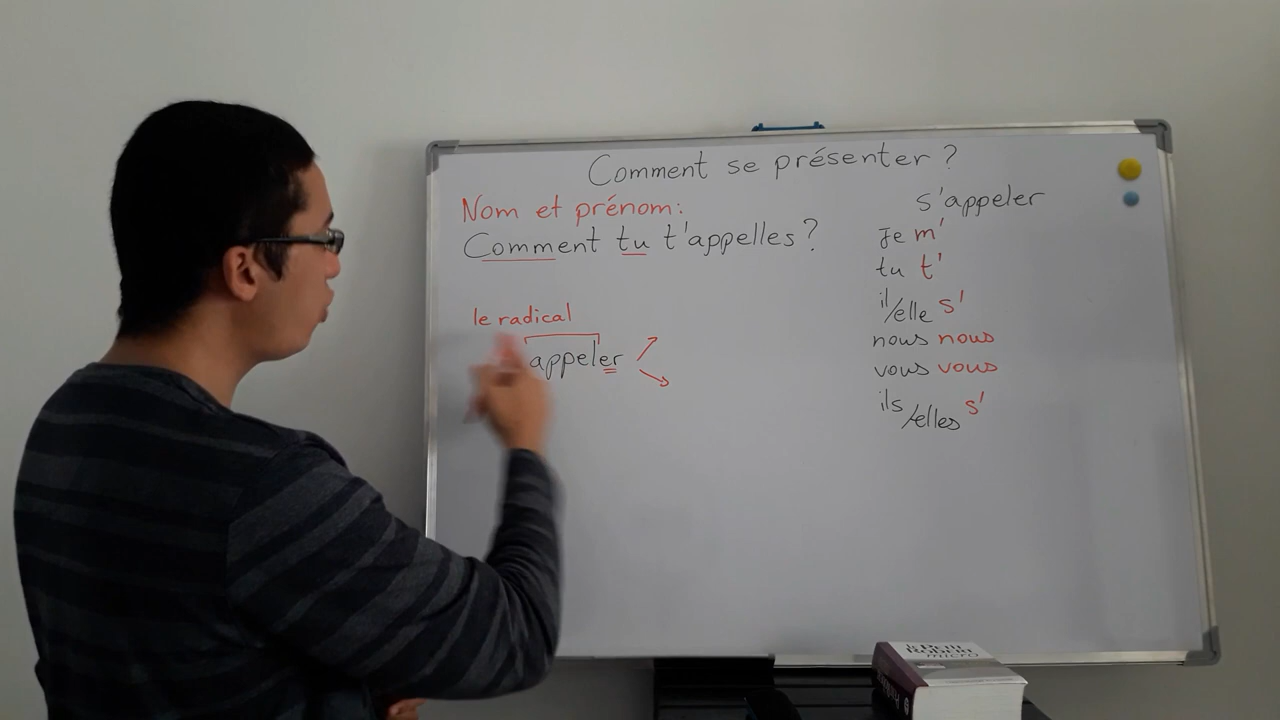 Comment se présenter ?
Nom et prénom:
Comment tu t'appelles ?
le radical
appeler
s'appeler
Je m'
tu t'
il/elle s'
nous nous
vous vous
ils/elles s'
micro